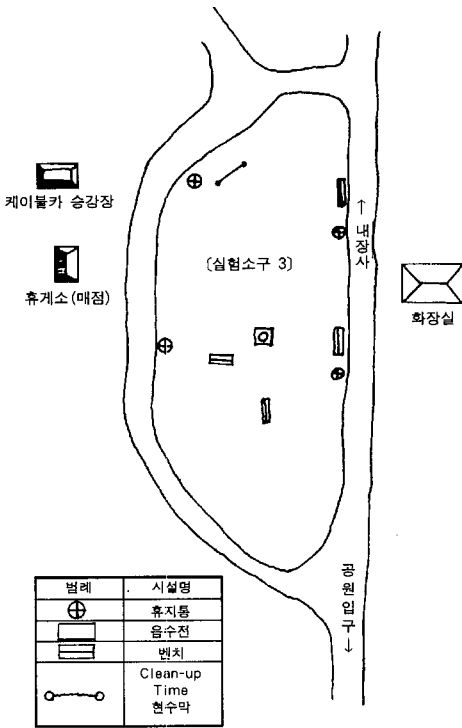 케이블카 승강장
휴게소(매점)
[실험소구 3]
↑ 내장사
화장실
공원입구 ↓
범례 시설명
휴지통
음수전
벤치
Clean-up
Time
현수막